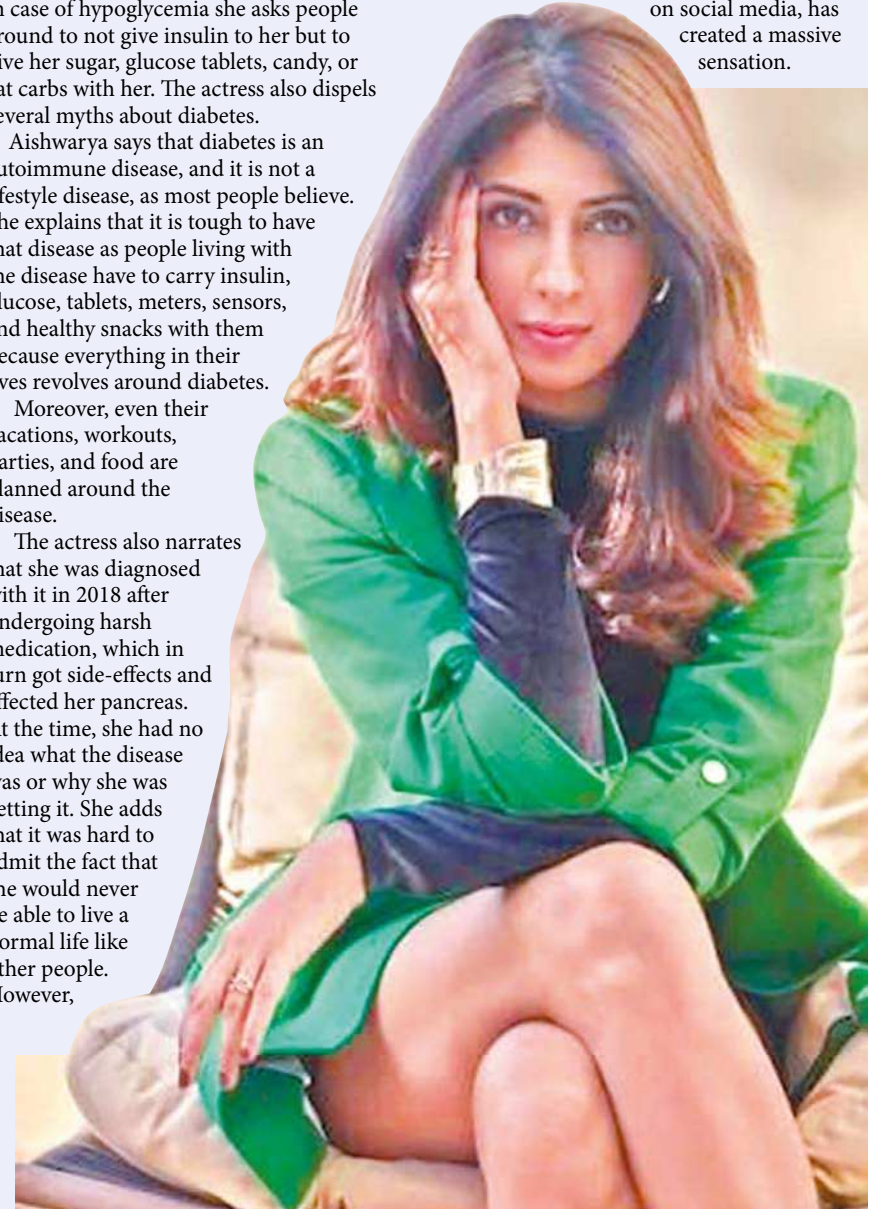 n case of hypoglycemia she asks people
round to not give insulin to her but to
ive her sugar, glucose tablets, candy, or
at carbs with her. The actress also dispels
everal myths about diabetes.
Aishwarya says that diabetes is an
utoimmune disease, and it is not a
festyle disease, as most people believe.
he explains that it is tough to have
hat disease as people living with
he disease have to carry insulin,
lucose, tablets, meters, sensors,
nd healthy snacks with them
ecause everything in their
ves revolves around diabetes.
Moreover, even their
acations, workouts,
arties, and food are
lanned around the
isease.
The actress also narrates
hat she was diagnosed
ith it in 2018 after
ndergoing harsh
edication, which in
urn got side-effects and
ffected her pancreas.
t the time, she had no
dea what the disease
as or why she was
etting it. She adds
hat it was hard to
dmit the fact that
he would never
e able to live a
ormal life like
ther people.
owever,
on social media, has
created a massive
sensation.